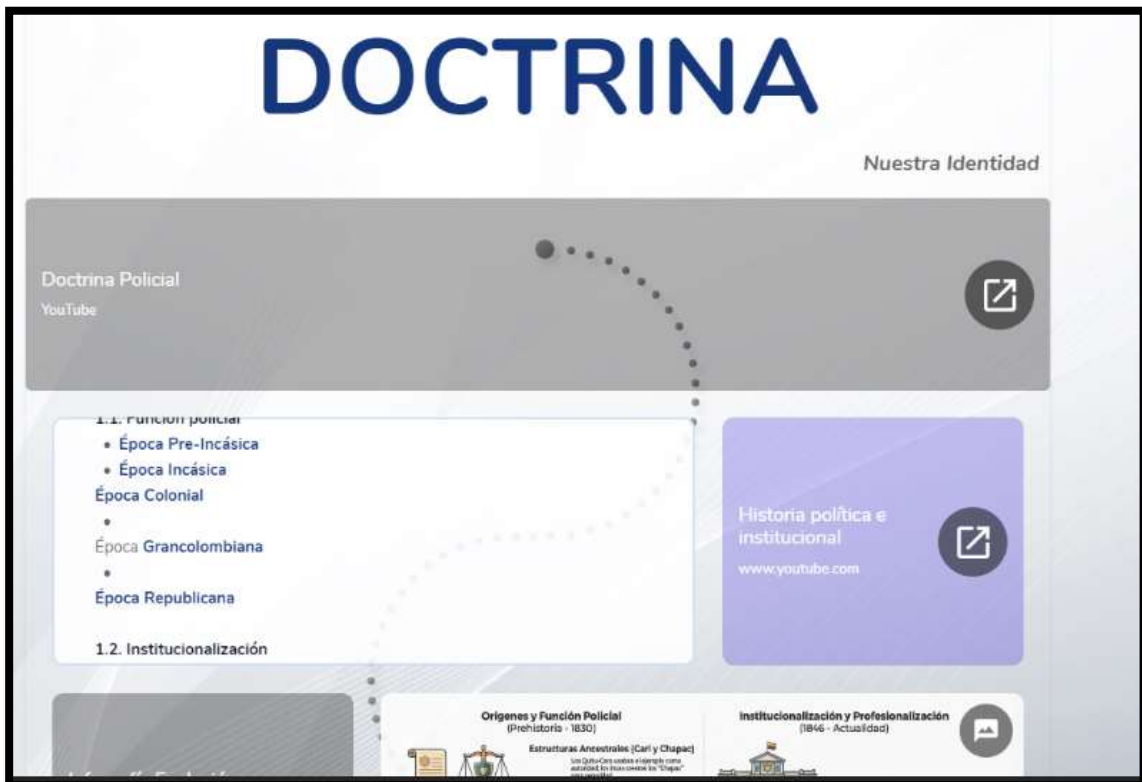 DOCTRINA
Nuestra Identidad
Doctrina Policial
YouTube
1.1. Función policial
• Época Pre-Incásica
• Época Incásica
Época Colonial
•
Época Grancolombiana
•
Época Republicana
1.2. Institucionalización
Historia política e
institucional
www.youtube.com
Orígenes y Función Policial
(Prehistoria - 1830)
Estructuras Ancestrales (Cari y Chapac)
Institucionalización y Profesionalización
(1846 - Actualidad)